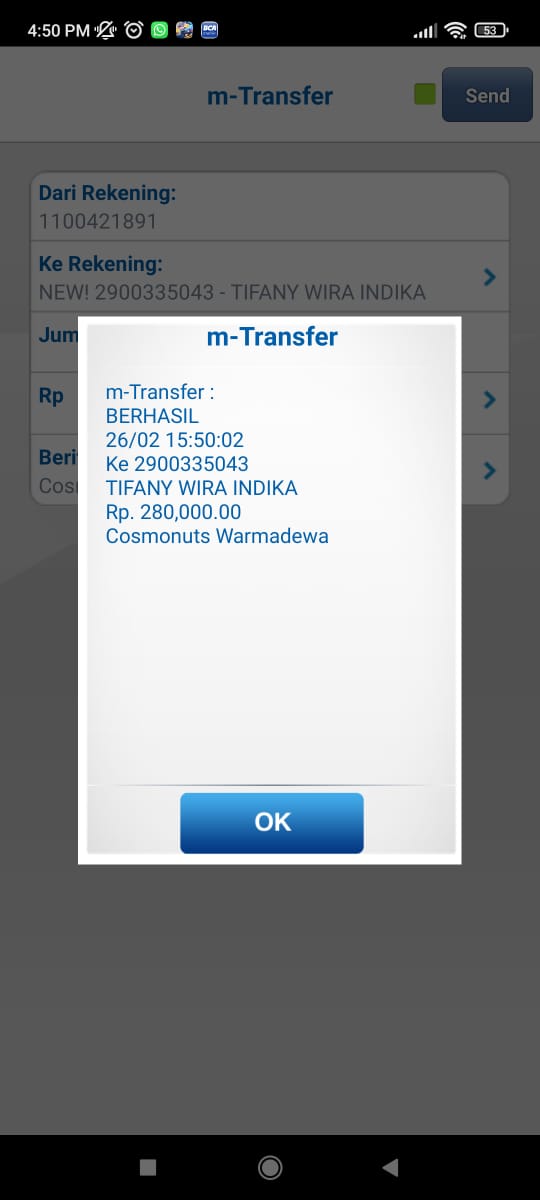 4:50 PM
BCA
53
m-Transfer
Send
Dari Rekening:
1100421891
Ke Rekening:
NEW! 2900335043 - TIFANY WIRA INDIKA
Jum
Rp
Beri
Cos
m-Transfer
m-Transfer :
BERHASIL
26/02 15:50:02
Ke 2900335043
TIFANY WIRA INDIKA
Rp. 280,000.00
Cosmonuts Warmadewa
OK